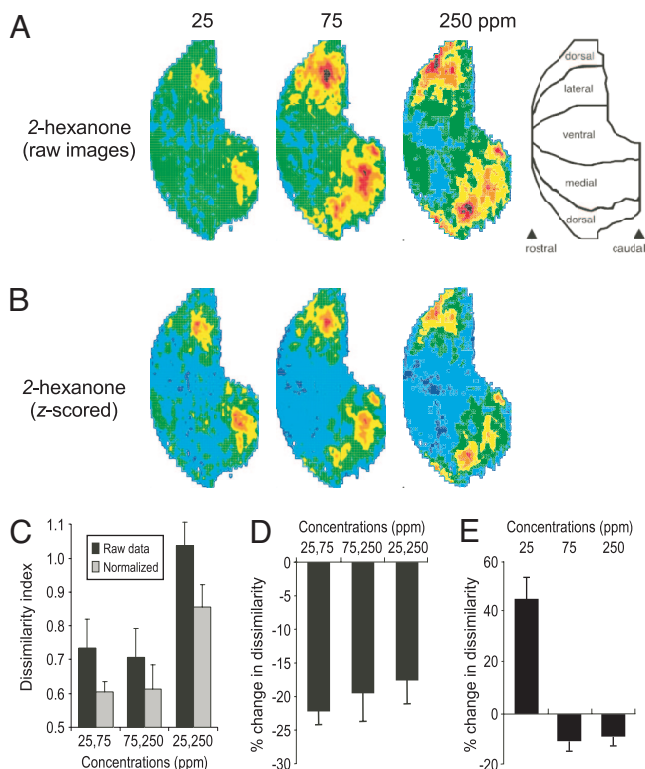 A
25 75 250 ppm
2-hexanone
(raw images)
dorsal
lateral
ventral
medial
dorsal
rostral caudal
B
2-hexanone
(z-scored)
C
Dissimilarity index
1.1
1.0
0.9
0.8
0.7
0.6
0.5
Raw data
Normalized
25,75 75,250 25,250
Concentrations (ppm)
D
Concentrations (ppm)
25,75 75,250 25,250
% change in dissimilarity
0
-5
-10
-15
-20
-25
-30
E
Concentrations (ppm)
25 75 250
% change in dissimilarity
60
40
20
0
-20